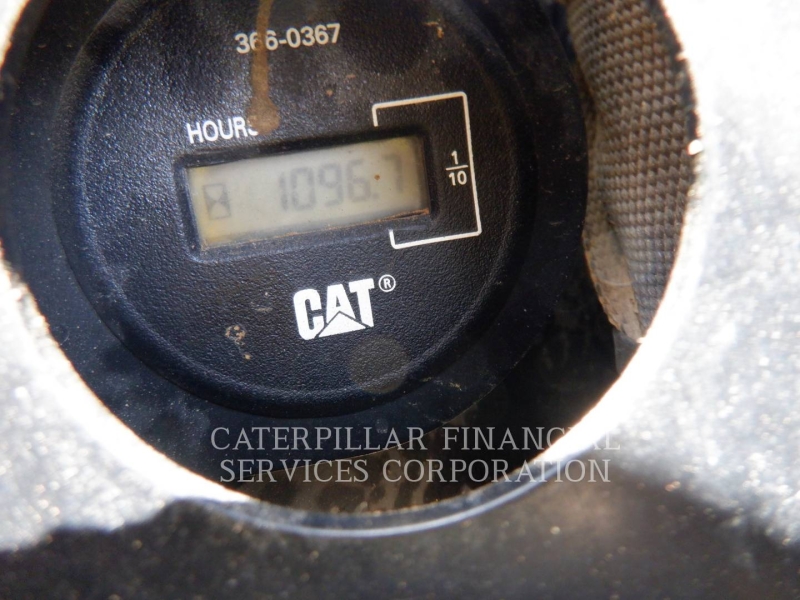 366-0367
HOURS
1096.7
1
10
CAT®
CATERPILLAR FINANCIAL
SERVICES CORPORATION